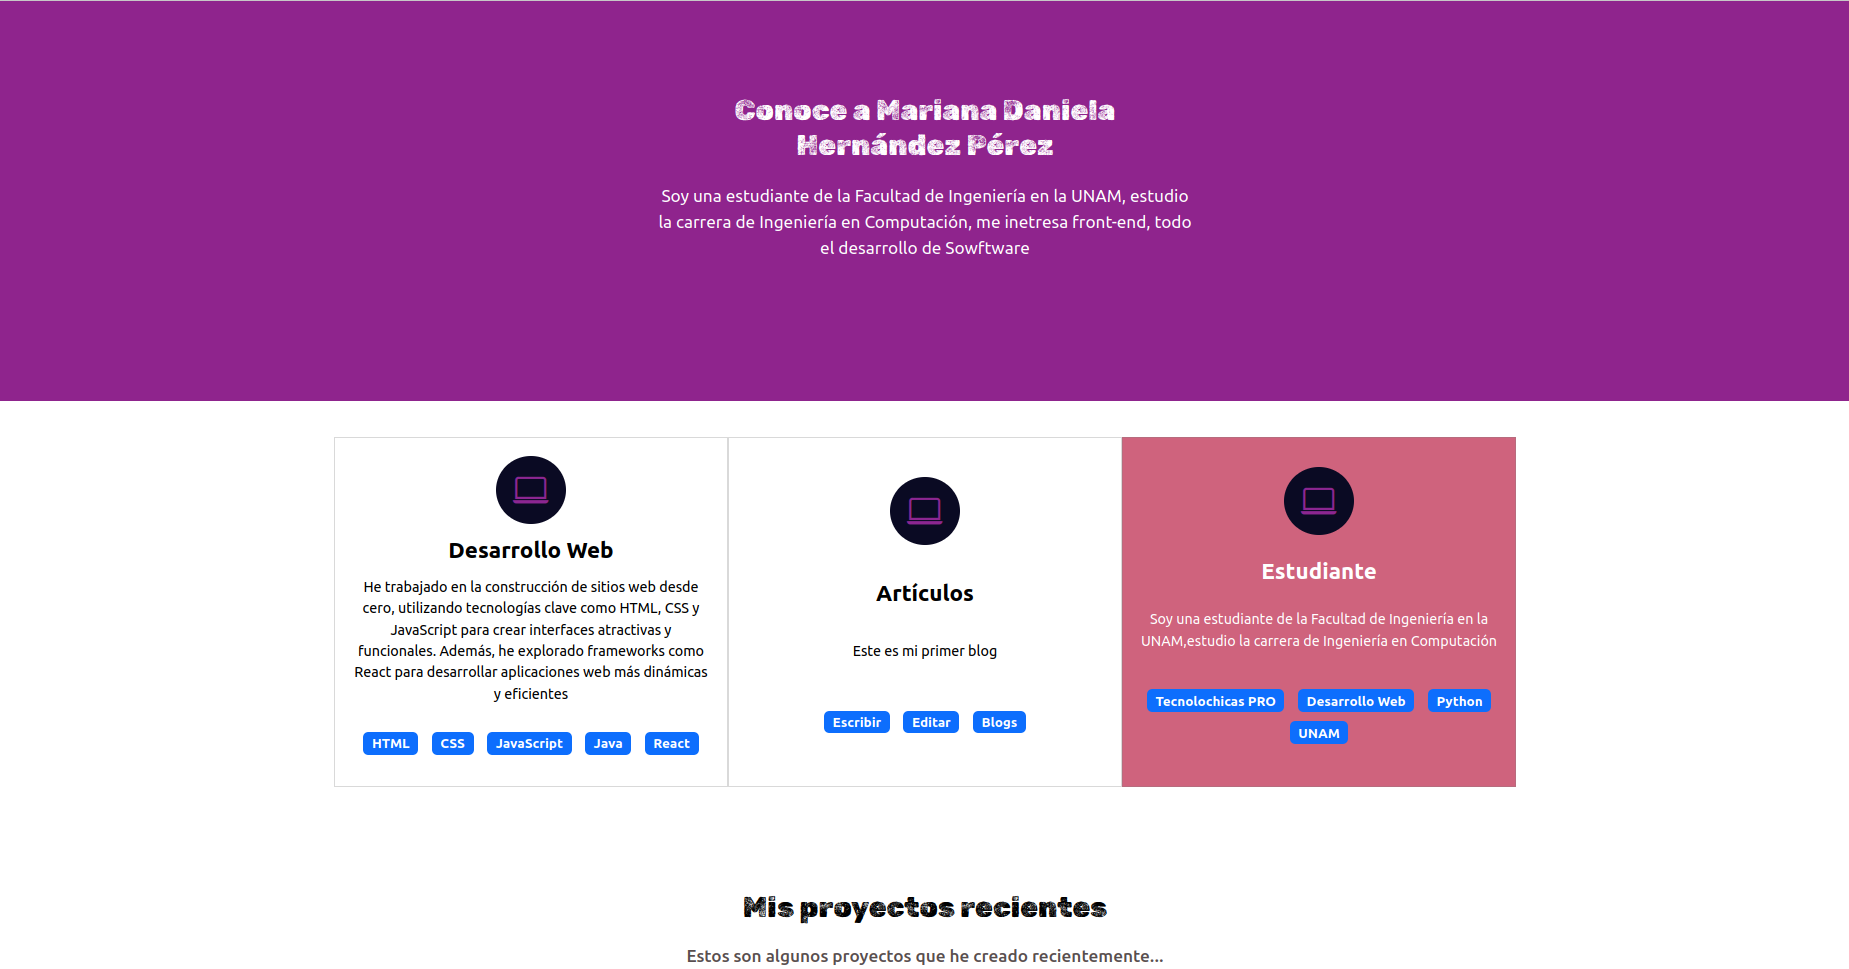 Conoce a Mariana Daniela
Hernández Pérez
Soy una estudiante de la Facultad de Ingeniería en la UNAM, estudio
la carrera de Ingeniería en Computación, me inetresa front-end, todo
el desarrollo de Sowftware
Desarrollo Web
He trabajado en la construcción de sitios web desde
cero, utilizando tecnologías clave como HTML, CSS y
JavaScript para crear interfaces atractivas y
funcionales. Además, he explorado frameworks como
React para desarrollar aplicaciones web más dinámicas
y eficientes
HTML CSS JavaScript Java React
Artículos
Este es mi primer blog
Escribir Editar Blogs
Estudiante
Soy una estudiante de la Facultad de Ingeniería en la
UNAM,estudio la carrera de Ingeniería en Computación
Tecnolochicas PRO Desarrollo Web Python
UNAM
Mis proyectos recientes
Estos son algunos proyectos que he creado recientemente...